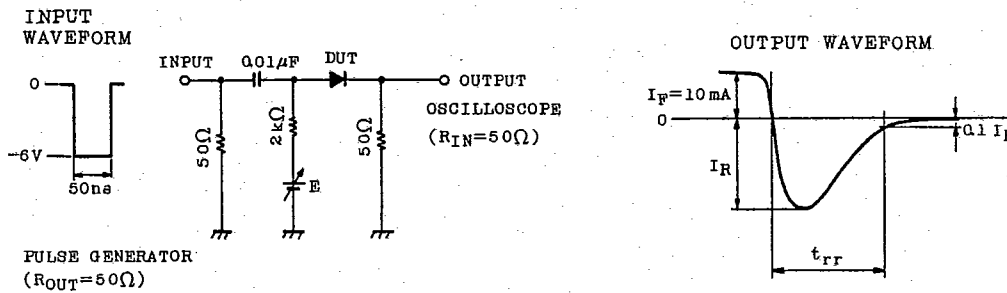 INPUT
WAVEFORM
0
-6V
50ns
INPUT
0.01μF
DUT
50Ω
2kΩ
E
50Ω
OUTPUT
OSCILLOSCOPE
(RIN=50Ω)
PULSE GENERATOR
(ROUT=50Ω)
OUTPUT WAVEFORM
IF=10mA
0
IR
0.1
trr